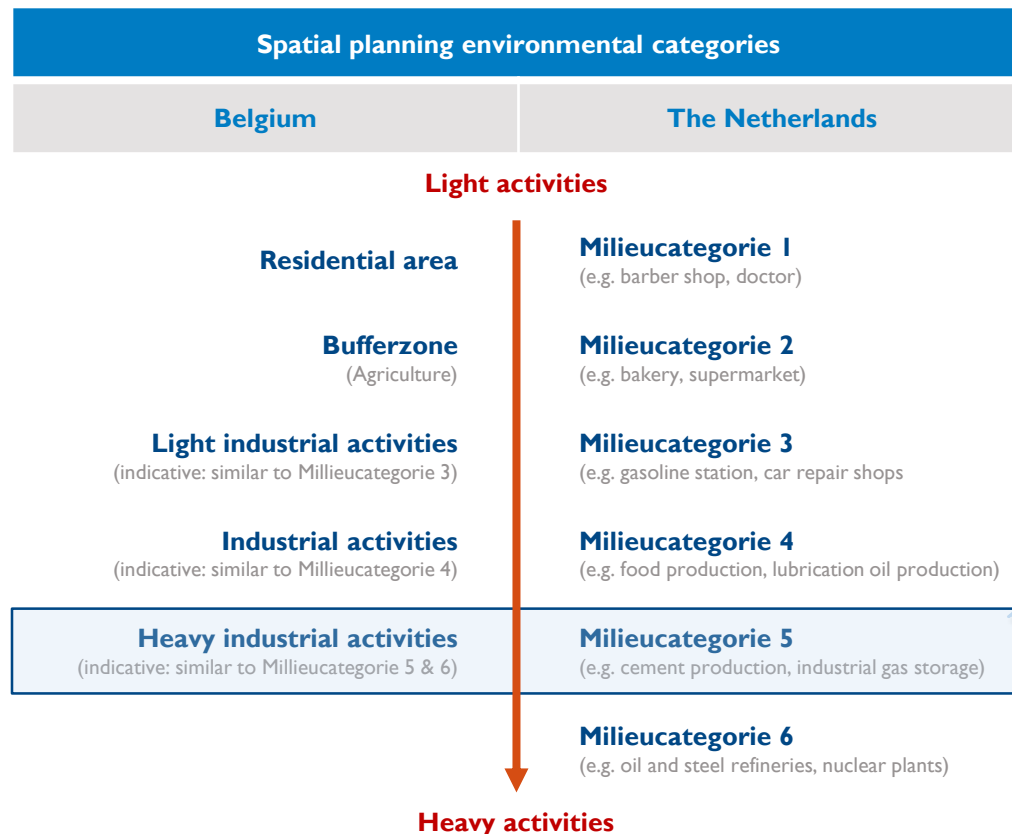 Spatial planning environmental categories
Belgium
The Netherlands
Light activities
Residential area
Milieucategorie 1
(e.g. barber shop, doctor)
Bufferzone
(Agriculture)
Milieucategorie 2
(e.g. bakery, supermarket)
Light industrial activities
(indicative: similar to Millieucategorie 3)
Milieucategorie 3
(e.g. gasoline station, car repair shops
Industrial activities
(indicative: similar to Millieucategorie 4)
Milieucategorie 4
(e.g. food production, lubrication oil production)
Heavy industrial activities
(indicative: similar to Millieucategorie 5 & 6)
Milieucategorie 5
(e.g. cement production, industrial gas storage)
Milieucategorie 6
(e.g. oil and steel refineries, nuclear plants)
Heavy activities